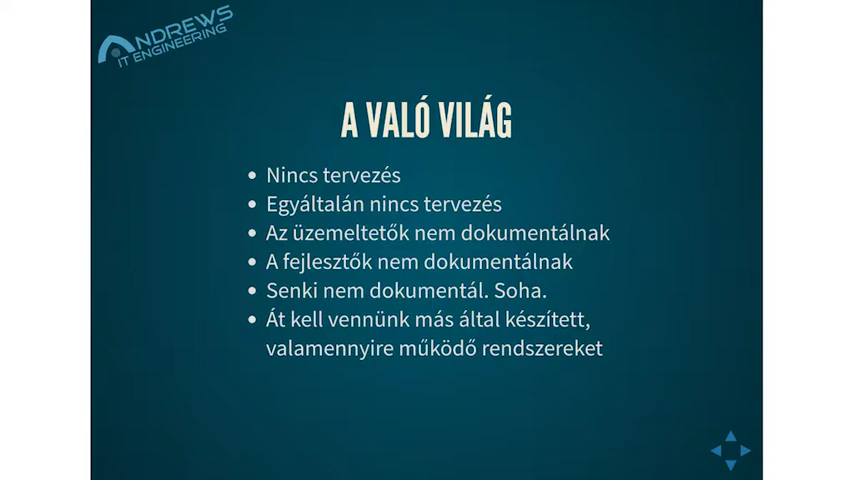 ANDREWS
IT ENGINEERING
A VALÓ VILÁG
Nincs tervezés
Egyáltalán nincs tervezés
Az üzemeltetők nem dokumentálnak
A fejlesztők nem dokumentálnak
Senki nem dokumentál. Soha.
Át kell vennünk más által készített,
valamennyire működő rendszereket